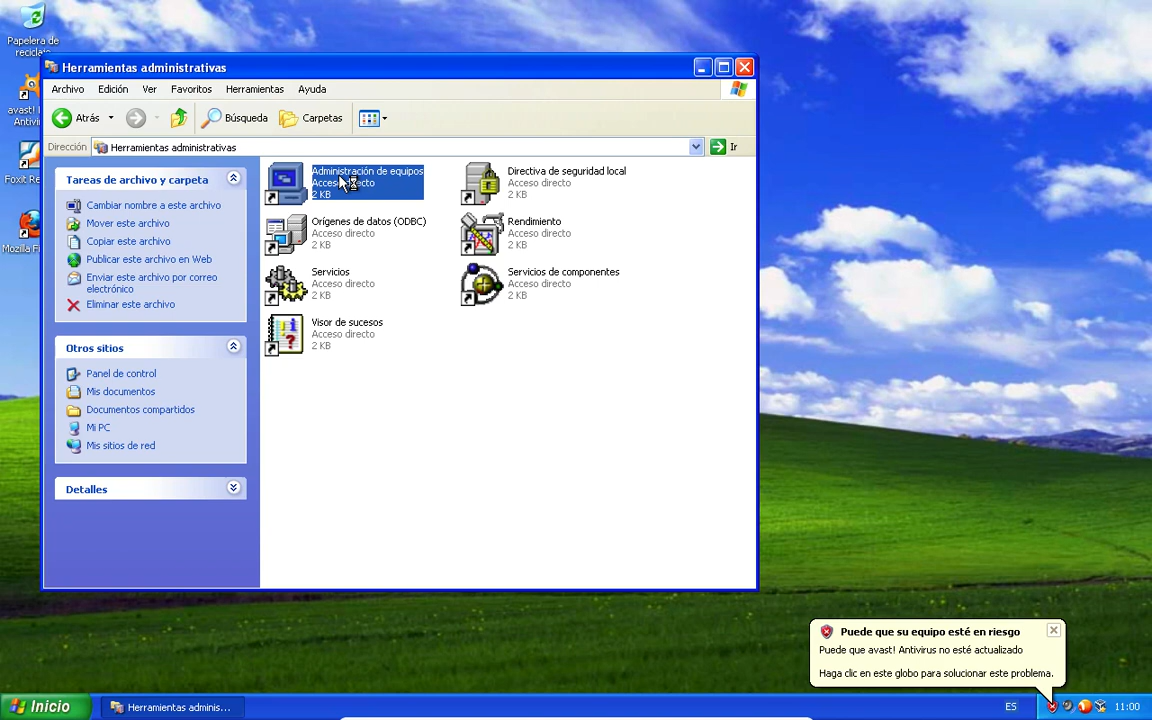 Papelera de
reciclaje
avast!
Antivir
Foxit Re
Mozilla Fi
Herramientas administrativas
Archivo Edición Ver Favoritos Herramientas Ayuda
Atrás Búsqueda Carpetas
Dirección Herramientas administrativas Ir
Tareas de archivo y carpeta
Cambiar nombre a este archivo
Mover este archivo
Copiar este archivo
Publicar este archivo en Web
Enviar este archivo por correo
electrónico
Eliminar este archivo
Otros sitios
Panel de control
Mis documentos
Documentos compartidos
Mi PC
Mis sitios de red
Detalles
Administración de equipos
Acceso directo
2 KB
Directiva de seguridad local
Acceso directo
2 KB
Orígenes de datos (ODBC)
Acceso directo
2 KB
Rendimiento
Acceso directo
2 KB
Servicios
Acceso directo
2 KB
Servicios de componentes
Acceso directo
2 KB
Visor de sucesos
Acceso directo
2 KB
Puede que su equipo esté en riesgo
Puede que avast! Antivirus no esté actualizado
Haga clic en este globo para solucionar este problema.
Inicio
Herramientas adminis...
ES
11:00